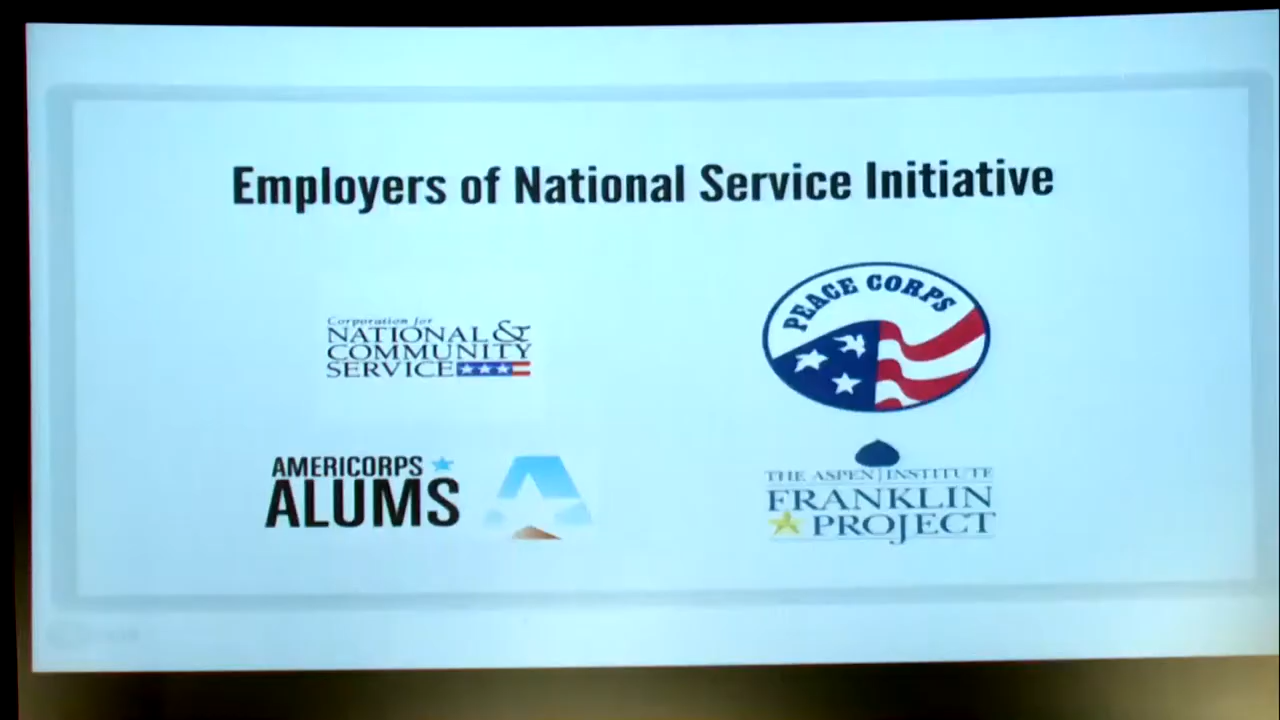 Employers of National Service Initiative
Corporation for
NATIONAL &
COMMUNITY
SERVICE
PEACE CORPS
AMERICORPS
ALUMS
THE ASPEN INSTITUTE
FRANKLIN
PROJECT